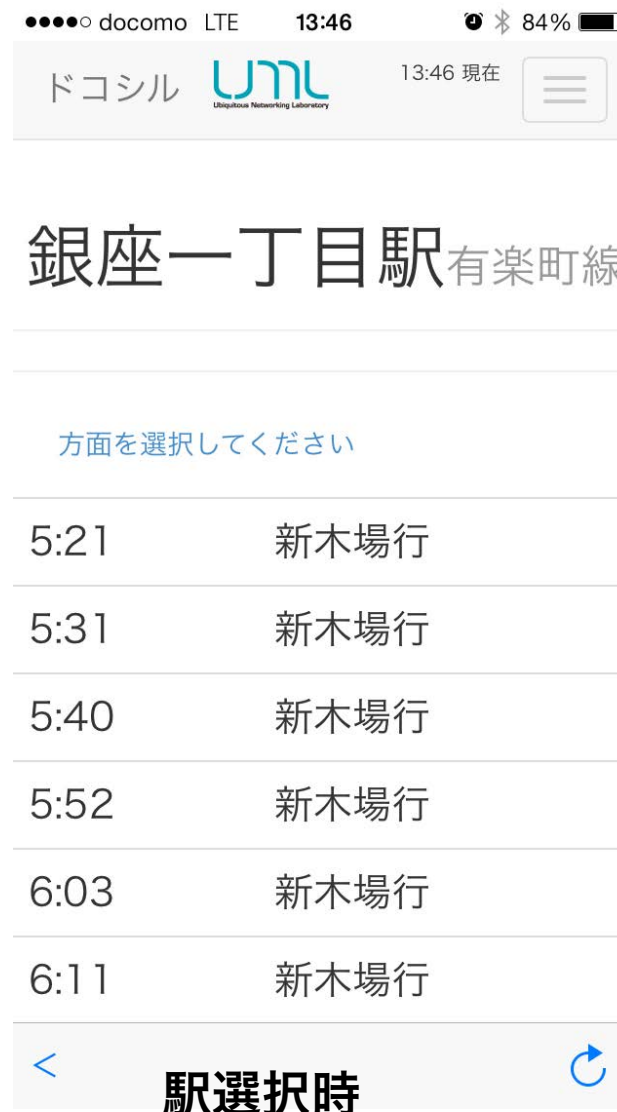 docomo LTE 13:46 84%
ドコシル UNL 13:46 現在
Ubiquitous Networking Laboratory
銀座一丁目駅有楽町線
方面を選択してください
5:21 新木場行
5:31 新木場行
5:40 新木場行
5:52 新木場行
6:03 新木場行
6:11 新木場行
<
駅選択時